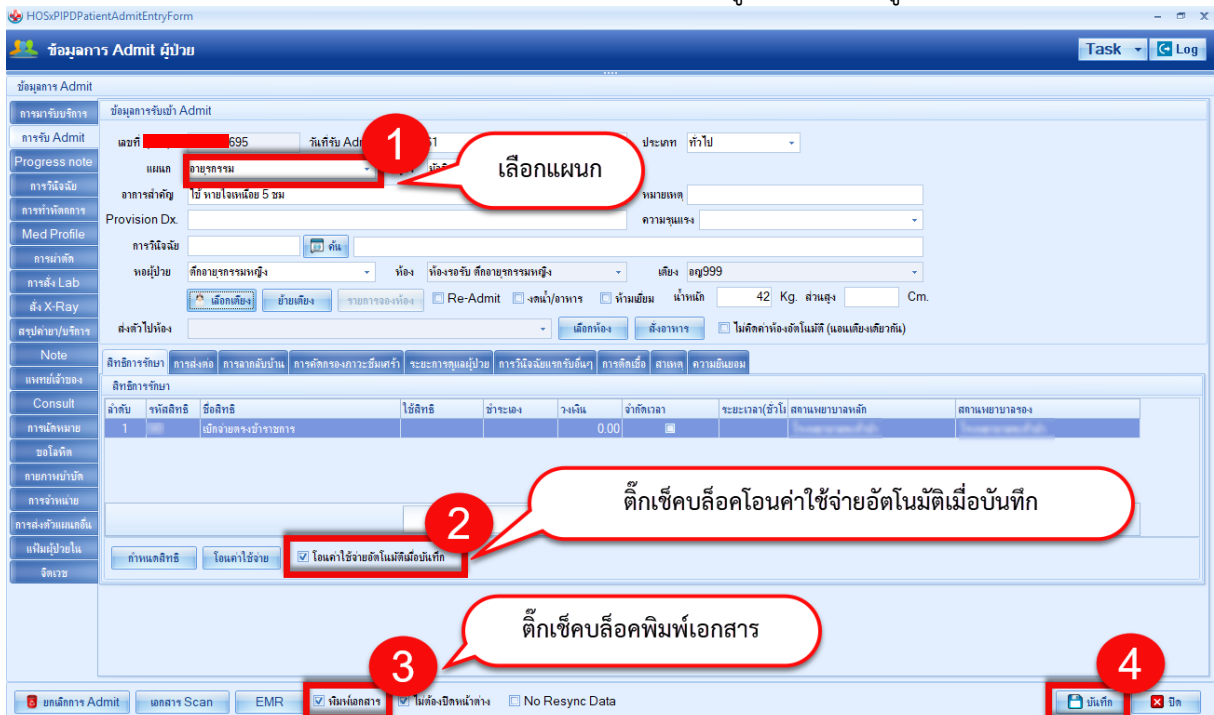 HOSxPIPDPatientAdmitEntryForm
ข้อมูลการ Admit ผู้ป่วย Task Log
ข้อมูลการ Admit
การมารับบริการ ข้อมูลการรับเข้า Admit
การรับ Admit เลขที่ 695 วันที่รับ 1 ประเภท ทั่วไป
Progress note แผนก อายุรกรรม เลือกแผนก
การวินิจฉัย อาการสำคัญ ไข้ หายใจเหนื่อย 5 ชม หมายเหตุ
การทำหัตถการ Provision Dx. ความรุนแรง
Med Profile การวินิจฉัย ค้น
การผ่าตัด หอผู้ป่วย ตึกอายุรกรรมหญิง ห้อง ห้องรอรับ ตึกอายุรกรรมหญิง เตียง อญ999
การสั่ง Lab เลือกเตียง ย้ายเตียง รายการจองห้อง Re-Admit งดน้ำ/อาหาร ห้ามเยี่ยม น้ำหนัก 42 Kg. ส่วนสูง Cm.
สั่ง X-Ray
สรุปค่ายา/บริการ ส่งตัวไปห้อง เลือกห้อง สั่งอาหาร ไม่คิดค่าห้องอัตโนมัติ (แอนเตียงเดียวกัน)
Note สิทธิการรักษา การส่งต่อ การลากลับบ้าน การคัดกรองภาวะซึมเศร้า ระยะการดูแลผู้ป่วย การวินิจฉัยแรกรับอื่นๆ การติดเชื้อ สาเหตุ ความยินยอม
แพทย์เจ้าของ สิทธิการรักษา
Consult ลำดับ รหัสสิทธิ ชื่อสิทธิ ใช้สิทธิ ชำระเอง วงเงิน จำกัดเวลา ระยะเวลา(ชั่วโม สถานพยาบาลหลัก สถานพยาบาลรอง
การนัดหมาย 1 เบิกจ่ายตรงข้าราชการ 0.00
ขอโลหิต
กายภาพบำบัด
การจำหน่าย ติ๊กเช็คบล็อคโอนค่าใช้จ่ายอัตโนมัติเมื่อบันทึก
การส่งตัวแผนกอื่น 2
แฟ้มผู้ป่วยใน กำหนดสิทธิ โอนค่าใช้จ่าย โอนค่าใช้จ่ายอัตโนมัติเมื่อบันทึก
จิตเวช
ติ๊กเช็คบล็อคพิมพ์เอกสาร
3 4
ยกเลิกการ Admit เอกสาร Scan EMR พิมพ์เอกสาร ไม่ต้องปิดหน้าต่าง No Resync Data บันทึก ปิด